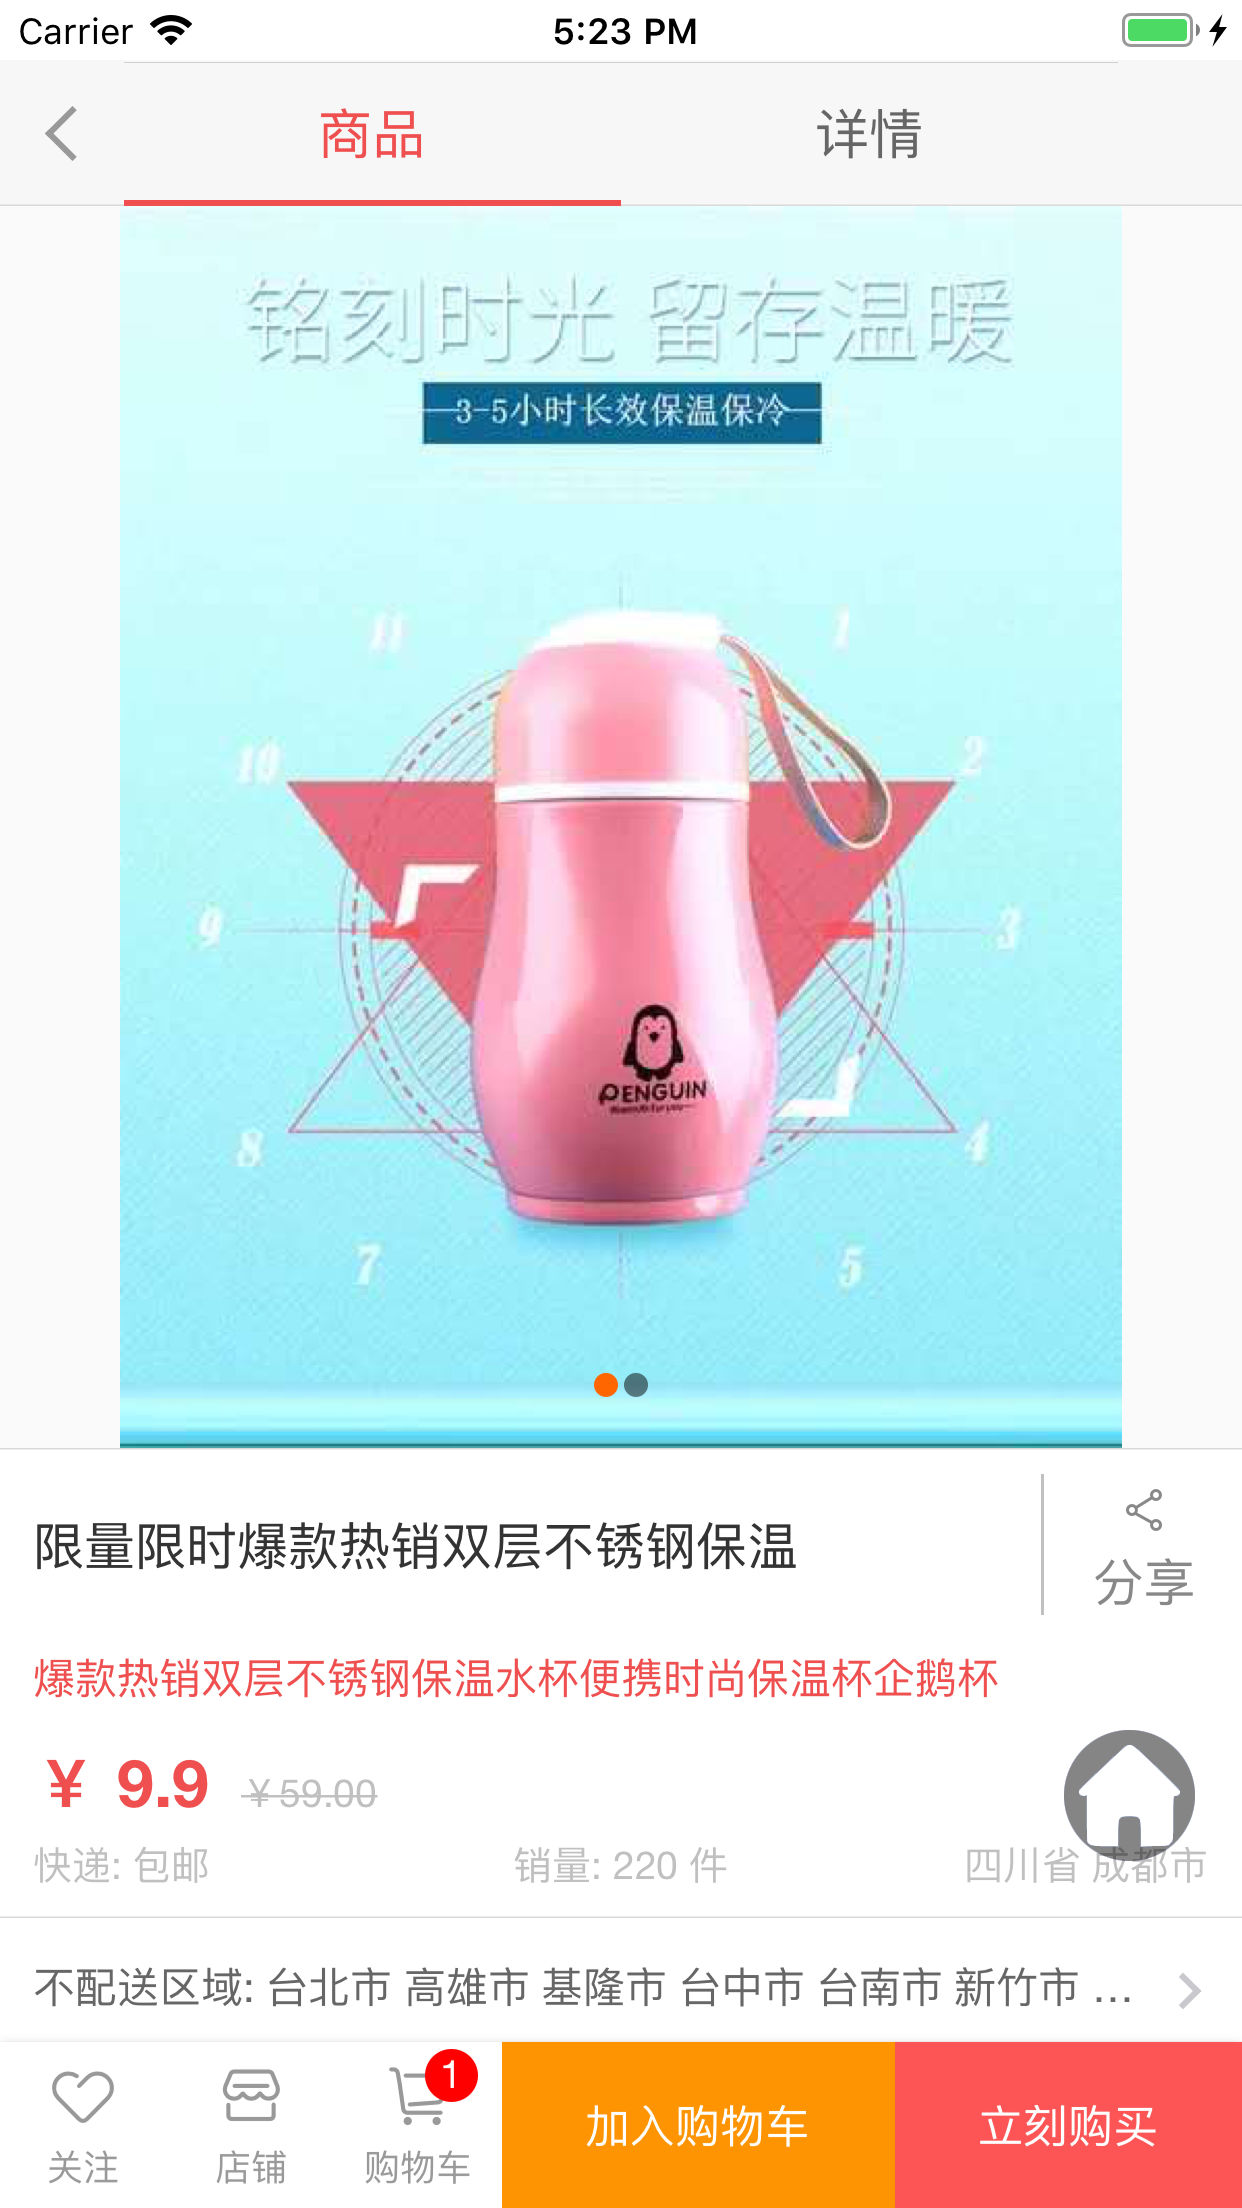 Carrier 5:23 PM
商品 详情
铭刻时光 留存温暖
3-5小时长效保温保冷
11 1
10 2
9 3
PENGUIN
8 4
7 5
限量限时爆款热销双层不锈钢保温
分享
爆款热销双层不锈钢保温水杯便携时尚保温杯企鹅杯
¥ 9.9 ¥59.00
快递: 包邮 销量: 220 件 四川省 成都市
不配送区域: 台北市 高雄市 基隆市 台中市 台南市 新竹市 ...
1
关注 店铺 购物车 加入购物车 立刻购买